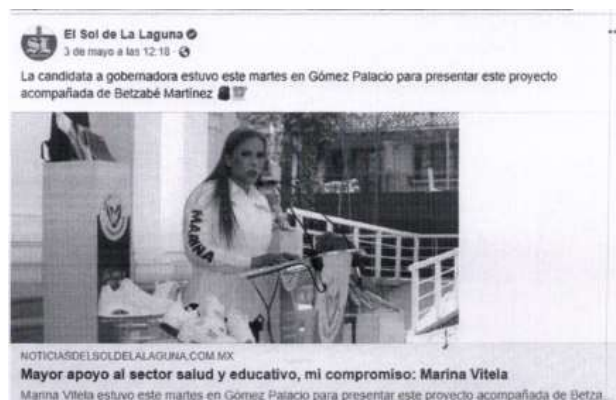 El Sol de La Laguna
3 de mayo a las 12:18 ·
La candidata a gobernadora estuvo este martes en Gómez Palacio para presentar este proyecto
acompañada de Betzabé Martínez
MARINA
NOTICIASDELSOLDELALAGUNA.COM.MX
Mayor apoyo al sector salud y educativo, mi compromiso: Marina Vitela
Marina Vitela estuvo este martes en Gómez Palacio para presentar este proyecto acompañada de Betza...